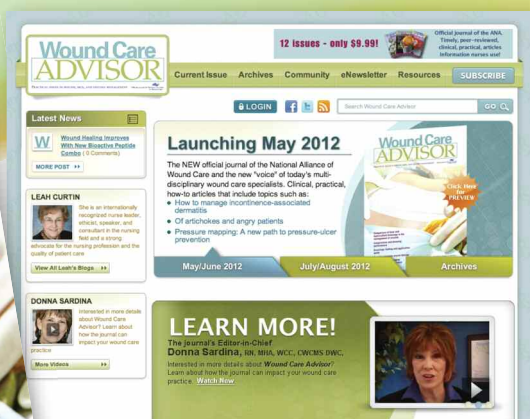 12 issues - only $9.99!
Official journal of the ANA.
Timely, peer-reviewed,
clinical, practical, articles
Information nurses use!
Wound Care
ADVISOR
Current Issue Archives Community eNewsletter Resources SUBSCRIBE
LOGIN
Search Wound Care Advisor
GO
Latest News
W
Wound Healing Improves
With New Bioactive Peptide
Combo ( 0 Comments)
MORE POST
LEAH CURTIN
She is an internationally
recognized nurse leader,
ethicist, speaker, and
consultant in the nursing
field and a strong
advocate for the nursing profession and the
quality of patient care
View All Leah's Blogs
DONNA SARDINA
Interested in more details
about Wound Care
Advisor? Learn about
how the journal can
impact your wound care
practice
More Videos
Launching May 2012
The NEW official journal of the National Alliance of
Wound Care and the new "voice" of today's multi-
disciplinary wound care specialists. Clinical, practical,
how-to articles that include topics such as:
How to manage incontinence-associated
dermatitis
Of artichokes and angry patients
Pressure mapping: A new path to pressure-ulcer
prevention
Wound Care
ADVISOR
Click Here
for
PREVIEW
May/June 2012
July/August 2012
Archives
LEARN MORE!
The journal's Editor-in-Chief
Donna Sardina, RN, MHA, WCC, CWCMS DWC,
Interested in more details about Wound Care Advisor?
Learn about how the journal can impact your wound care
practice. Watch Now